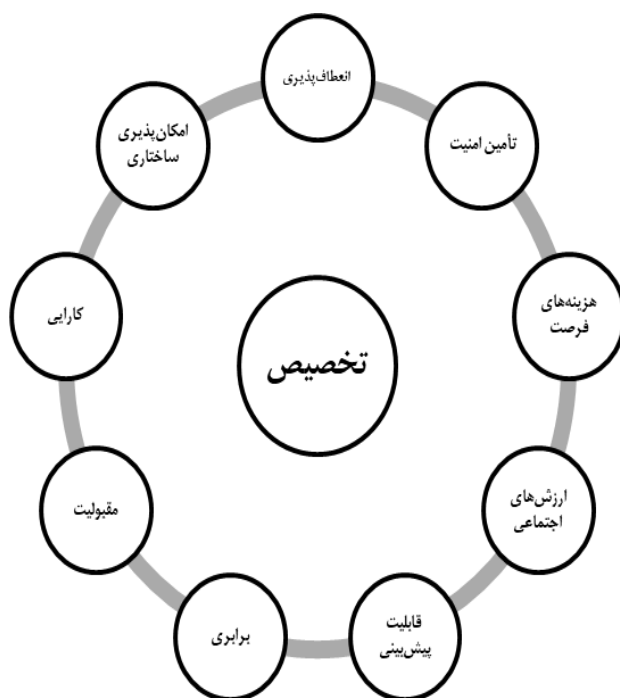 انعطاف‌پذیری
تأمین امنیت
هزینه‌های
فرصت
ارزش‌های
اجتماعی
قابلیت
پیش‌بینی
برابری
مقبولیت
کارایی
امکان‌پذیری
ساختاری
تخصیص